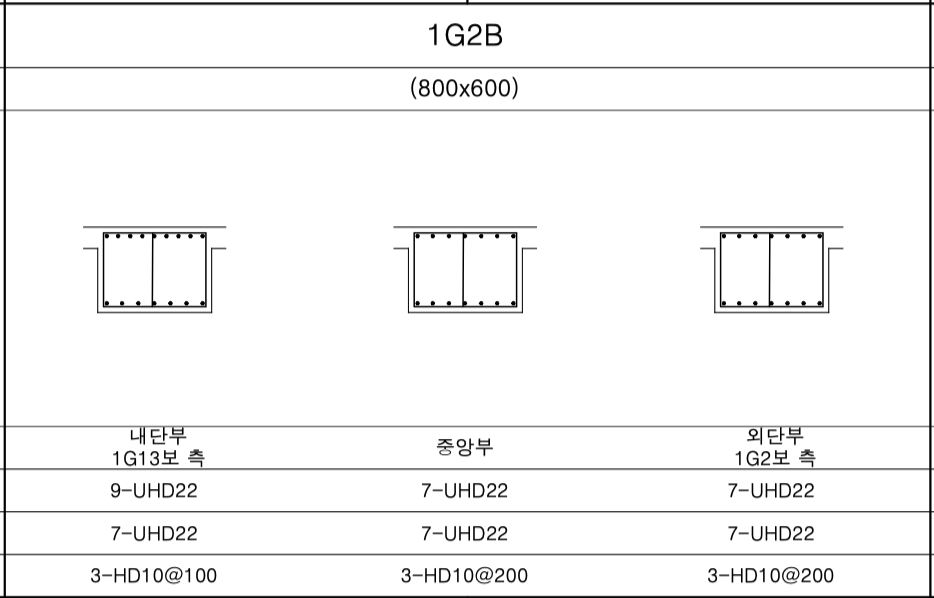 1G2B
(800x600)
내단부 중앙부 외단부
1G13보 측 1G2보 측
9-UHD22 7-UHD22 7-UHD22
7-UHD22 7-UHD22 7-UHD22
3-HD10@100 3-HD10@200 3-HD10@200